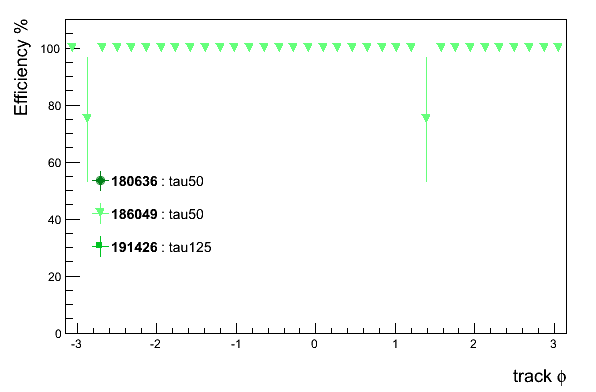 Efficiency %
100
80
60
40
20
0
180636 : tau50
186049 : tau50
191426 : tau125
-3 -2 -1 0 1 2 3
track ϕ